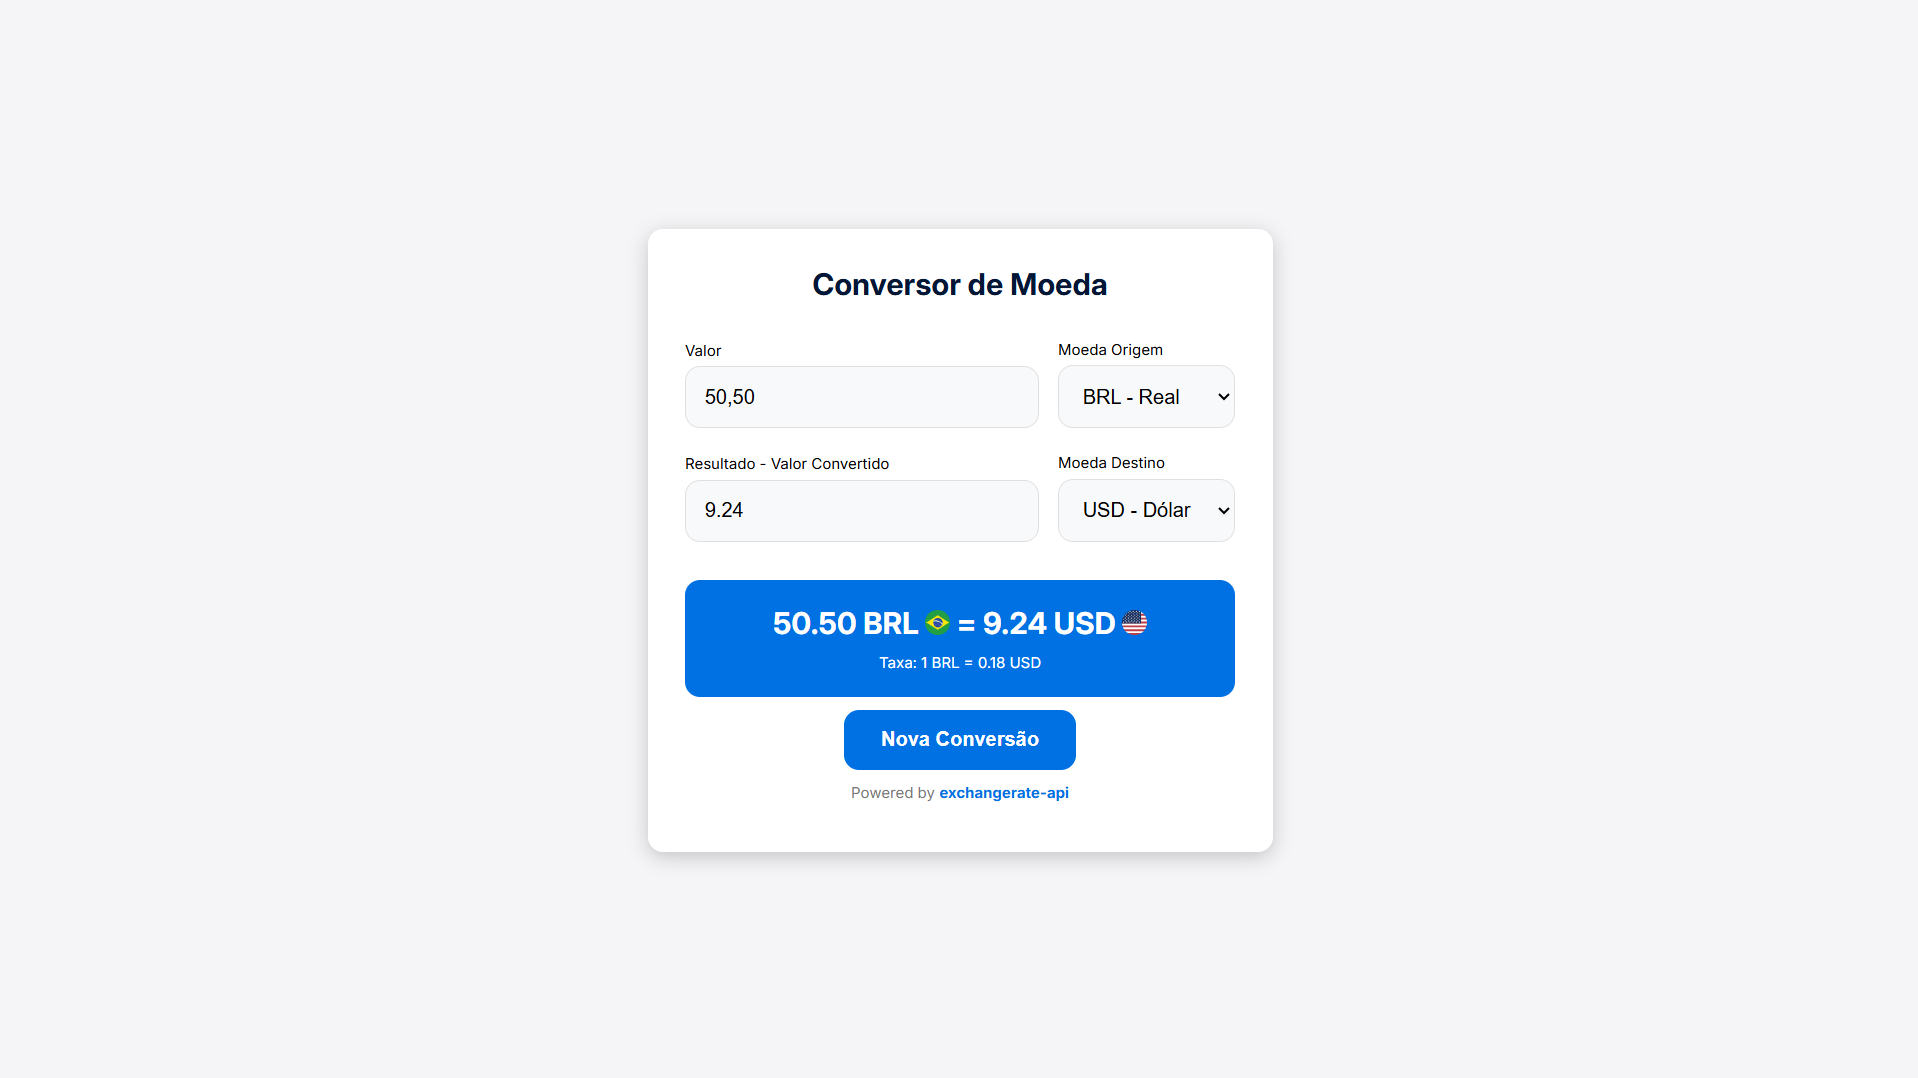 Conversor de Moeda
Valor
50,50
Moeda Origem
BRL - Real
Resultado - Valor Convertido
9.24
Moeda Destino
USD - Dólar
50.50 BRL = 9.24 USD
Taxa: 1 BRL = 0.18 USD
Nova Conversão
Powered by exchangerate-api